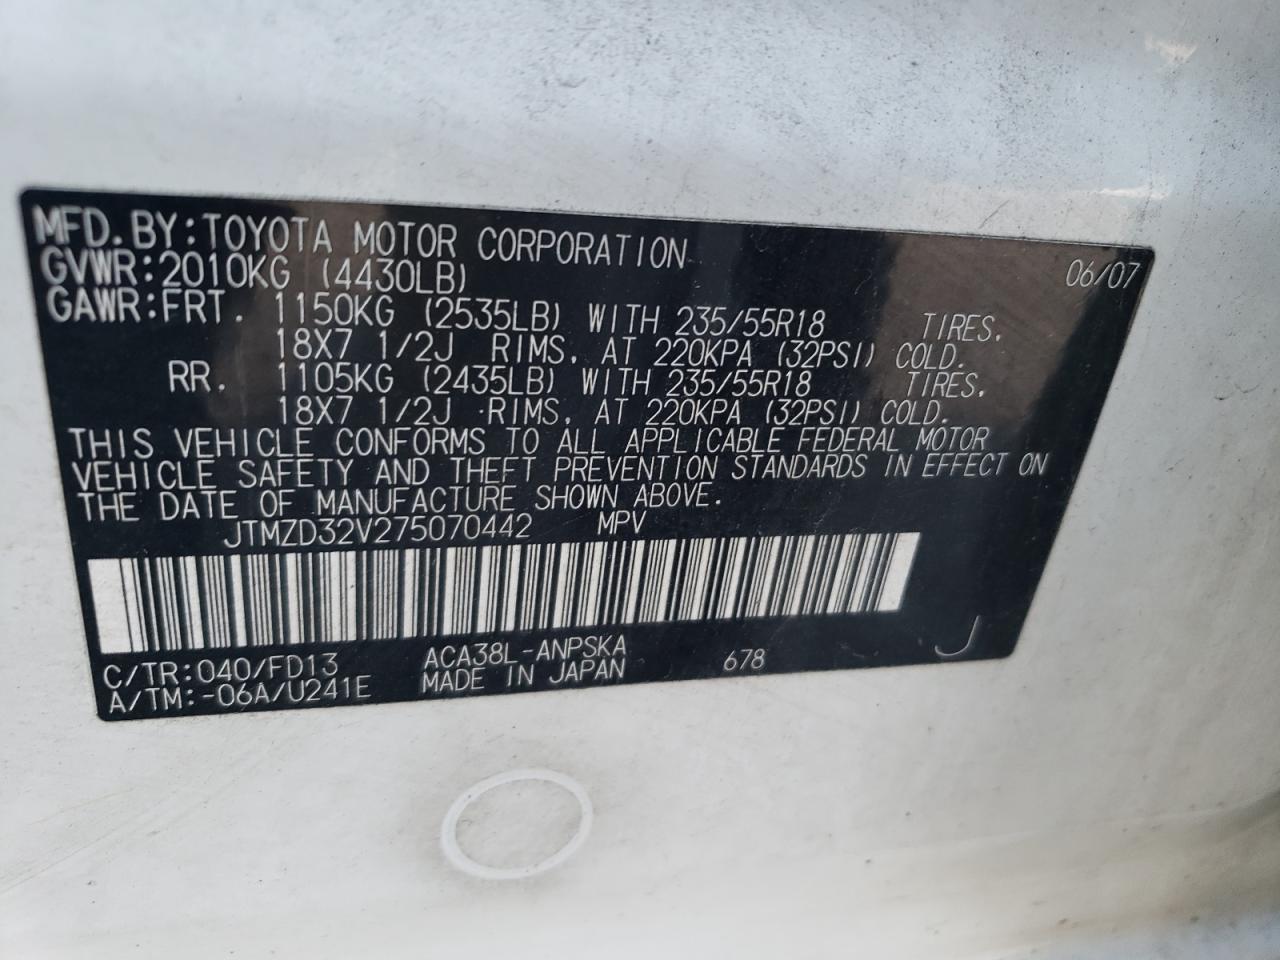 MFD. BY: TOYOTA MOTOR CORPORATION 06/07
GVWR: 2010KG (4430LB)
GAWR: FRT. 1150KG (2535LB) WITH 235/55R18 TIRES.
18X7 1/2J RIMS, AT 220KPA (32PSI) COLD.
RR. 1105KG (2435LB) WITH 235/55R18 TIRES,
18X7 1/2J RIMS, AT 220KPA (32PSI) COLD.
THIS VEHICLE CONFORMS TO ALL APPLICABLE FEDERAL MOTOR
VEHICLE SAFETY AND THEFT PREVENTION STANDARDS IN EFFECT ON
THE DATE OF MANUFACTURE SHOWN ABOVE.
JTMZD32V275070442 MPV
C/TR: 040/FD13 ACA38L-ANPSKA 678 J
A/TM: -06A/U241E MADE IN JAPAN